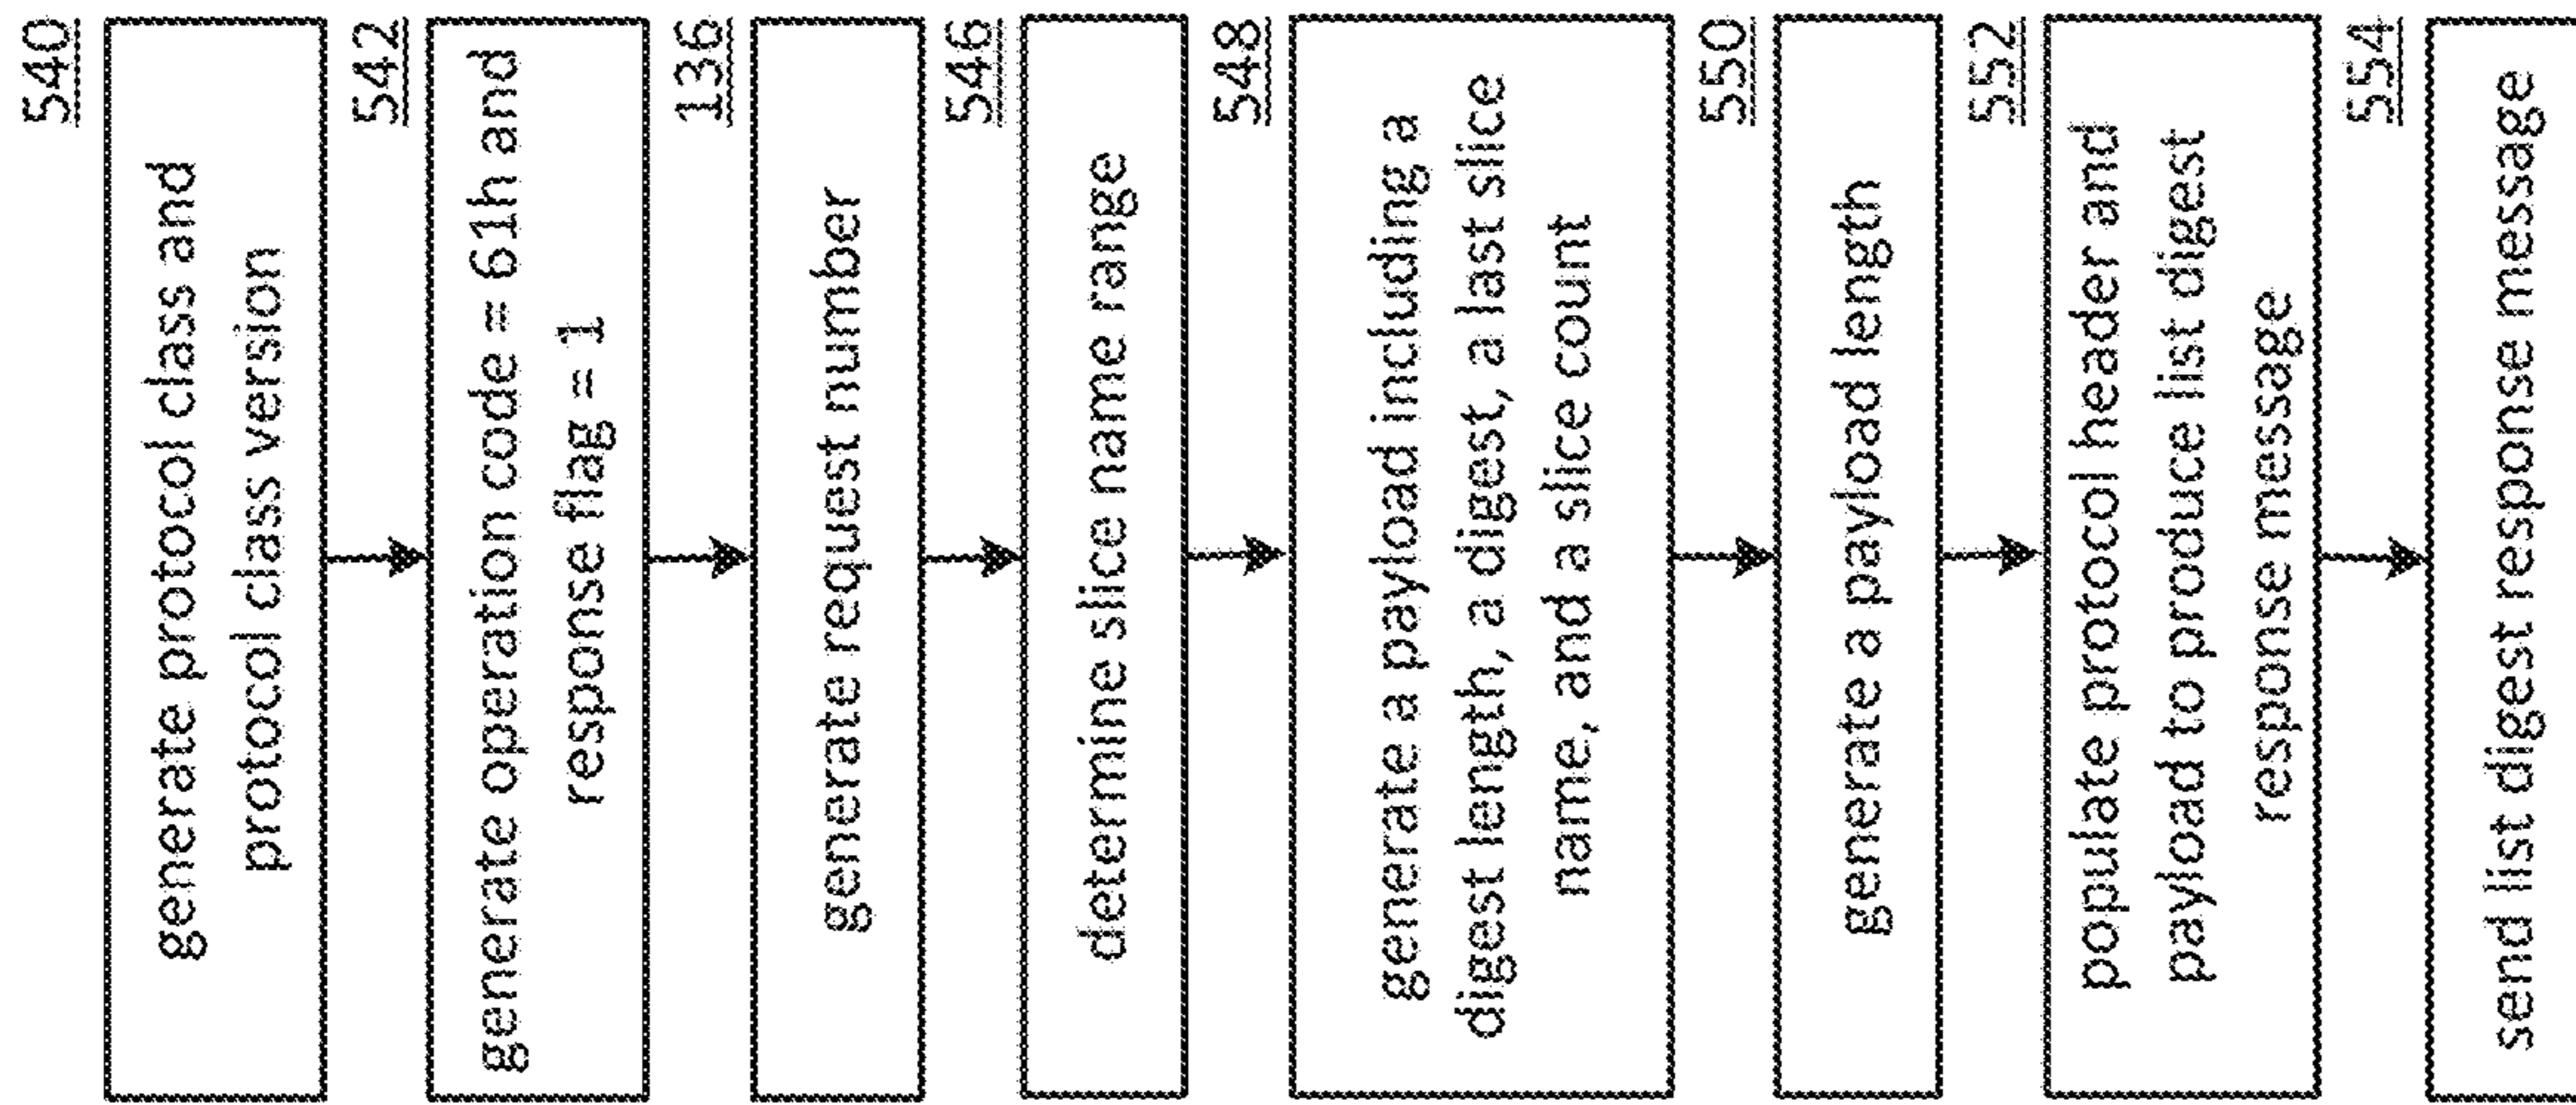 540
generate protocol class and
protocol class version
542
generate operation code = 61h and
response flag = 1
136
generate request number
546
determine slice name range
548
generate a payload including a
digest length, a digest, a last slice
name, and a slice count
550
generate a payload length
552
populate protocol header and
payload to produce list digest
response message
554
send list digest response message